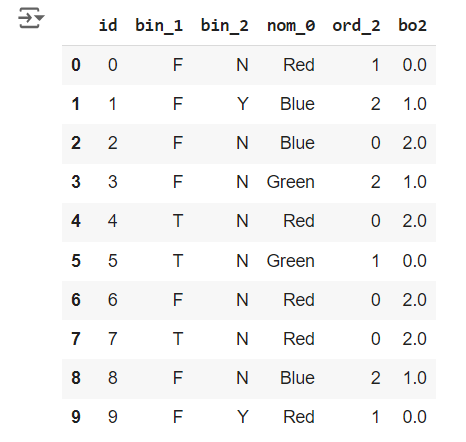 id bin_1 bin_2 nom_0 ord_2 bo2
0 0 F N Red 1 0.0
1 1 F Y Blue 2 1.0
2 2 F N Blue 0 2.0
3 3 F N Green 2 1.0
4 4 T N Red 0 2.0
5 5 T N Green 1 0.0
6 6 F N Red 0 2.0
7 7 T N Red 0 2.0
8 8 F N Blue 2 1.0
9 9 F Y Red 1 0.0